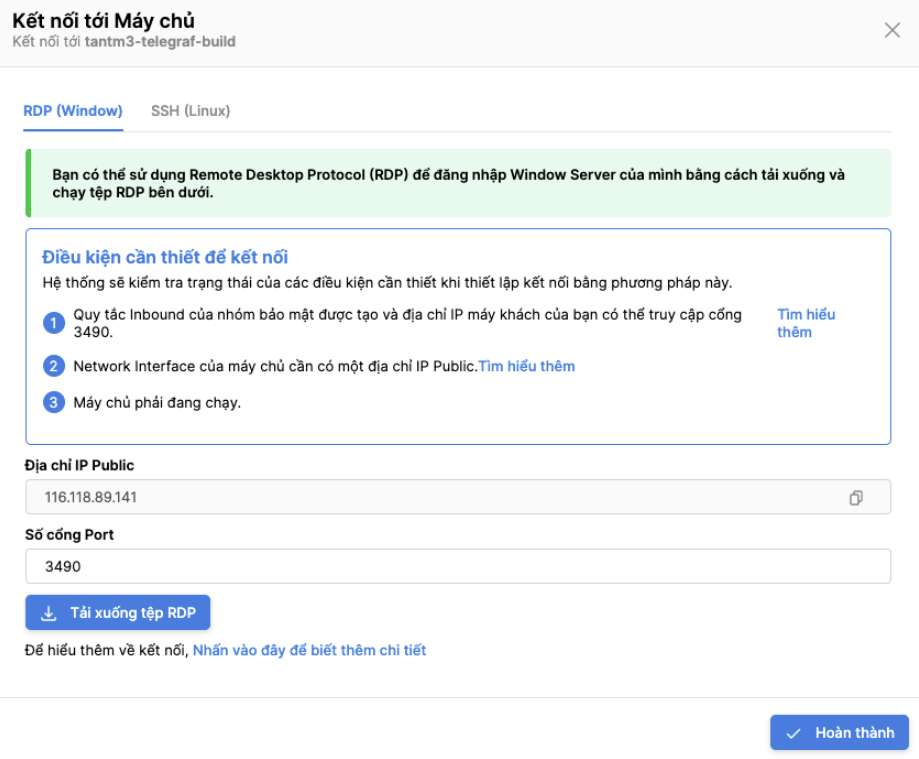 Kết nối tới Máy chủ
Kết nối tới tantm3-telegraf-build
RDP (Window)
SSH (Linux)
Bạn có thể sử dụng Remote Desktop Protocol (RDP) để đăng nhập Window Server của mình bằng cách tải xuống và
chạy tệp RDP bên dưới.
Điều kiện cần thiết để kết nối
Hệ thống sẽ kiểm tra trạng thái của các điều kiện cần thiết khi thiết lập kết nối bằng phương pháp này.
1 Quy tắc Inbound của nhóm bảo mật được tạo và địa chỉ IP máy khách của bạn có thể truy cập cổng
3490.
Tìm hiểu
thêm
2 Network Interface của máy chủ cần có một địa chỉ IP Public.Tìm hiểu thêm
3 Máy chủ phải đang chạy.
Địa chỉ IP Public
116.118.89.141
Số cổng Port
3490
Tải xuống tệp RDP
Để hiểu thêm về kết nối, Nhấn vào đây để biết thêm chi tiết
Hoàn thành